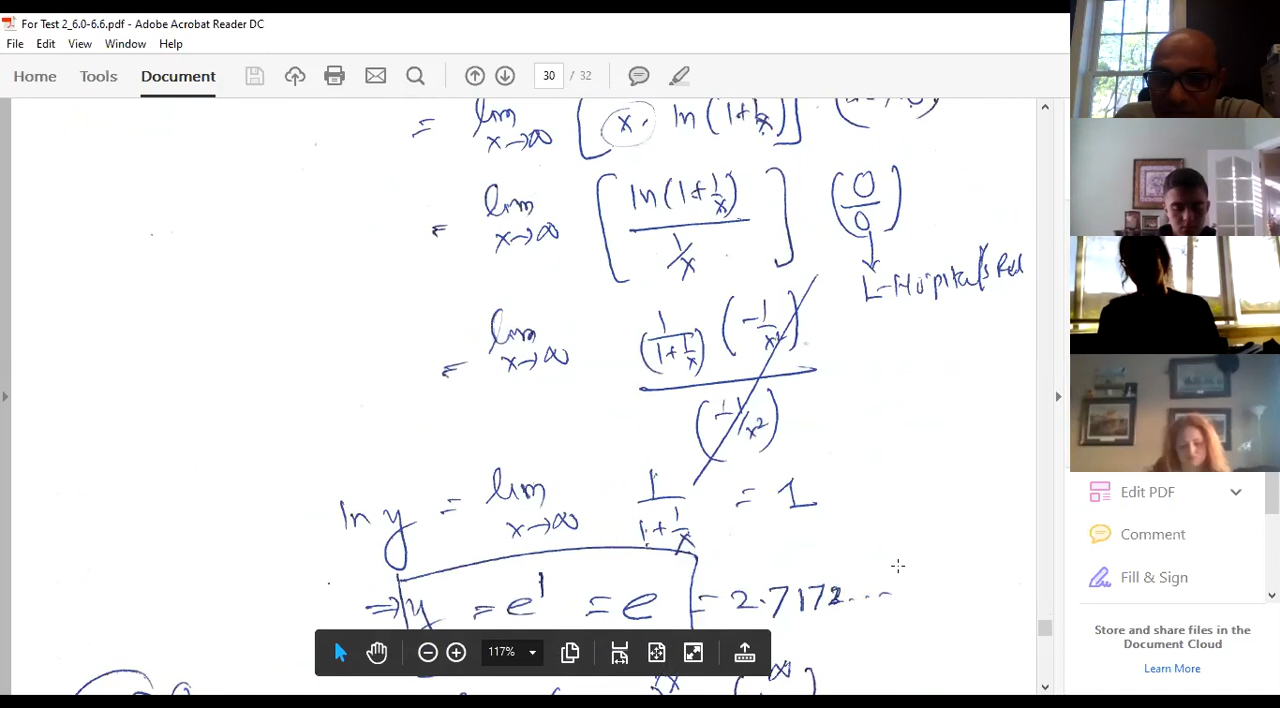 For Test 2_6.0-6.6.pdf - Adobe Acrobat Reader DC
File Edit View Window Help
Home Tools Document 30 / 32
= lim x→∞ [ x · ln (1+1/x) ]
= lim x→∞ [ ln(1+1/x) / 1/x ] (0/0)
L-Hopital's Rul
= lim x→∞ (1/(1+1/x)) (-1/x²) / (-1/x²)
ln y = lim x→∞ 1/(1+1/x) = 1
⇒ y = e¹ = e = 2.7172...
117%
Edit PDF
Comment
Fill & Sign
Store and share files in the
Document Cloud
Learn More